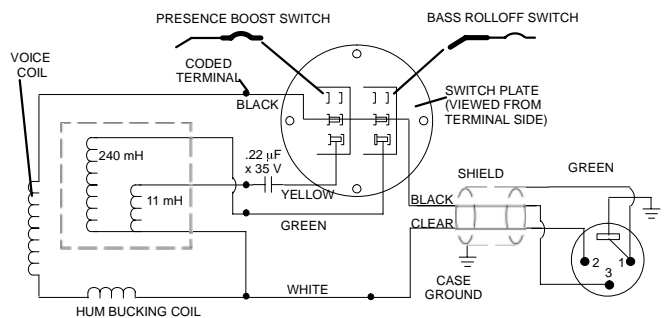 PRESENCE BOOST SWITCH
BASS ROLLOFF SWITCH
VOICE
COIL
CODED
TERMINAL
BLACK
SWITCH PLATE
(VIEWED FROM
TERMINAL SIDE)
240 mH
.22 µF
x 35 V
11 mH
YELLOW
GREEN
SHIELD
GREEN
BLACK
CLEAR
2
1
3
CASE
GROUND
WHITE
HUM BUCKING COIL